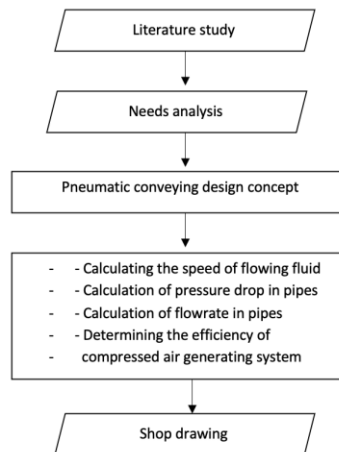 Literature study
Needs analysis
Pneumatic conveying design concept
- - Calculating the speed of flowing fluid
- - Calculation of pressure drop in pipes
- - Calculation of flowrate in pipes
- - Determining the efficiency of
- compressed air generating system
Shop drawing